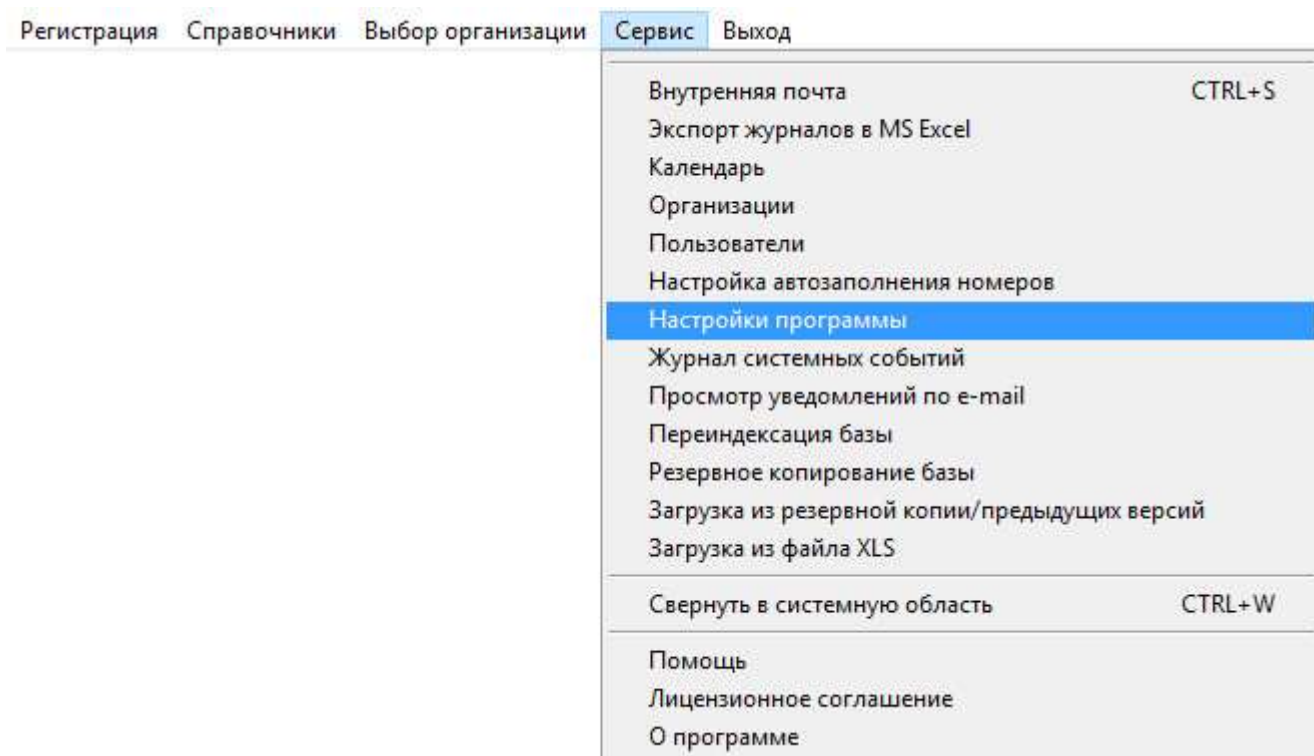 Регистрация Справочники Выбор организации Сервис Выход
Внутренняя почта CTRL+S
Экспорт журналов в MS Excel
Календарь
Организации
Пользователи
Настройка автозаполнения номеров
Настройки программы
Журнал системных событий
Просмотр уведомлений по e-mail
Переиндексация базы
Резервное копирование базы
Загрузка из резервной копии/предыдущих версий
Загрузка из файла XLS
Свернуть в системную область CTRL+W
Помощь
Лицензионное соглашение
О программе